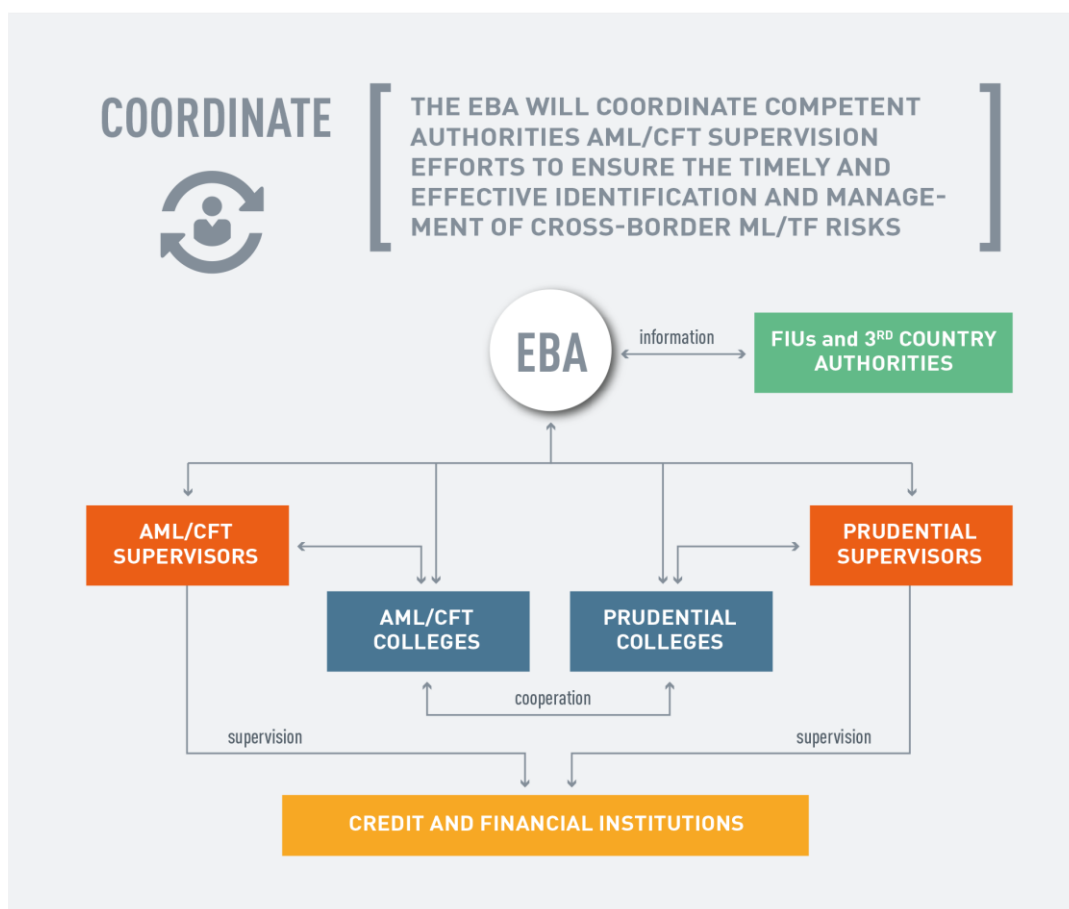 COORDINATE
THE EBA WILL COORDINATE COMPETENT
AUTHORITIES AML/CFT SUPERVISION
EFFORTS TO ENSURE THE TIMELY AND
EFFECTIVE IDENTIFICATION AND MANAGE-
MENT OF CROSS-BORDER ML/TF RISKS
EBA
information
FIUs and 3RD COUNTRY
AUTHORITIES
AML/CFT
SUPERVISORS
PRUDENTIAL
SUPERVISORS
AML/CFT
COLLEGES
PRUDENTIAL
COLLEGES
cooperation
supervision
supervision
CREDIT AND FINANCIAL INSTITUTIONS